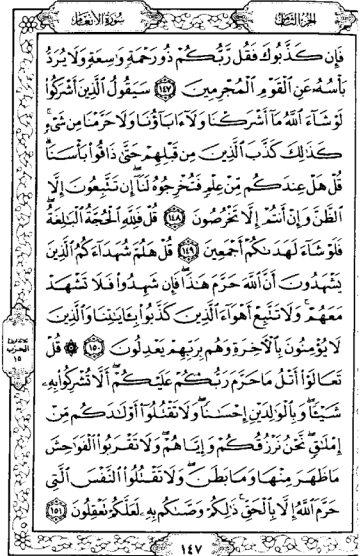 الجزء الثامن سورة الأنعام
فَإِن كَذَّبُوكَ فَقُل رَّبُّكُمْ ذُو رَحْمَةٍ وَاسِعَةٍ وَلَا يُرَدُّ
بَأْسُهُۥ عَنِ ٱلْقَوْمِ ٱلْمُجْرِمِينَ ١٤٧ سَيَقُولُ ٱلَّذِينَ أَشْرَكُوا۟
لَوْ شَآءَ ٱللَّهُ مَآ أَشْرَكْنَا وَلَآ ءَابَآؤُنَا وَلَا حَرَّمْنَا مِن شَىْءٍ ۚ
كَذَٰلِكَ كَذَّبَ ٱلَّذِينَ مِن قَبْلِهِمْ حَتَّىٰ ذَاقُوا۟ بَأْسَنَا ۗ
قُلْ هَلْ عِندَكُم مِّنْ عِلْمٍ فَتُخْرِجُوهُ لَنَآ ۖ إِن تَتَّبِعُونَ إِلَّا
ٱلظَّنَّ وَإِنْ أَنتُمْ إِلَّا تَخْرُصُونَ ١٤٨ قُلْ فَلِلَّهِ ٱلْحُجَّةُ ٱلْبَٰلِغَةُ ۖ
فَلَوْ شَآءَ لَهَدَىٰكُمْ أَجْمَعِينَ ١٤٩ قُلْ هَلُمَّ شُهَدَآءَكُمُ ٱلَّذِينَ
يَشْهَدُونَ أَنَّ ٱللَّهَ حَرَّمَ هَٰذَا ۖ فَإِن شَهِدُوا۟ فَلَا تَشْهَدْ
مَعَهُمْ ۚ وَلَا تَتَّبِعْ أَهْوَآءَ ٱلَّذِينَ كَذَّبُوا۟ بِـَٔايَٰتِنَا وَٱلَّذِينَ
لَا يُؤْمِنُونَ بِٱلْـَٔاخِرَةِ وَهُم بِرَبِّهِمْ يَعْدِلُونَ ١٥٠ ۞ قُلْ
تَعَالَوْا۟ أَتْلُ مَا حَرَّمَ رَبُّكُمْ عَلَيْكُمْ ۖ أَلَّا تُشْرِكُوا۟ بِهِۦ
شَيْـًٔا ۖ وَبِٱلْوَٰلِدَيْنِ إِحْسَٰنًا ۖ وَلَا تَقْتُلُوٓا۟ أَوْلَٰدَكُم مِّنْ
إِمْلَٰقٍ ۖ نَّحْنُ نَرْزُقُكُمْ وَإِيَّاهُمْ ۖ وَلَا تَقْرَبُوا۟ ٱلْفَوَٰحِشَ
مَا ظَهَرَ مِنْهَا وَمَا بَطَنَ ۖ وَلَا تَقْتُلُوا۟ ٱلنَّفْسَ ٱلَّتِى
حَرَّمَ ٱللَّهُ إِلَّا بِٱلْحَقِّ ۚ ذَٰلِكُمْ وَصَّىٰكُم بِهِۦ لَعَلَّكُمْ تَعْقِلُونَ ١٥١
الحزب
١٥
١٤٧